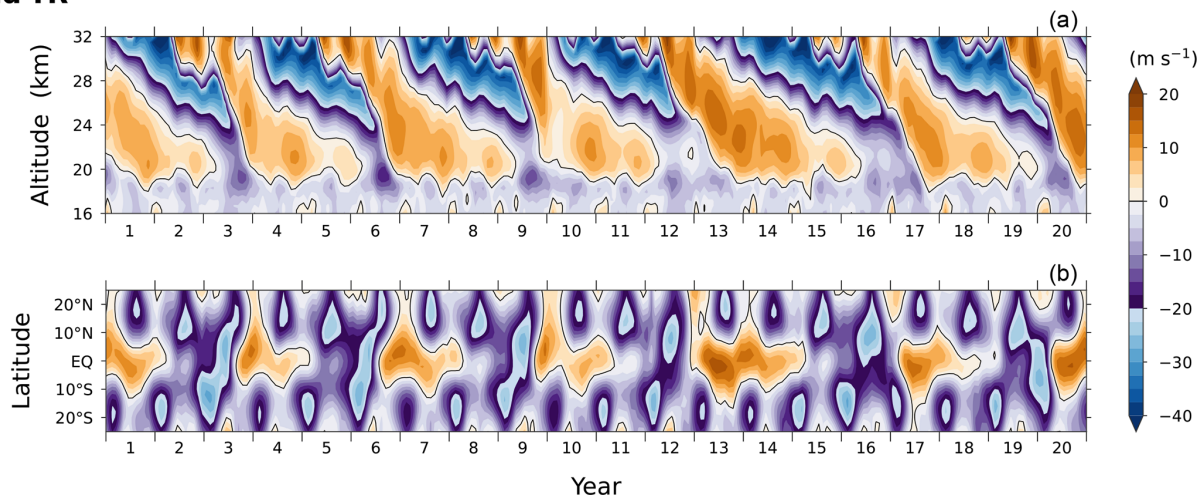 (a)
(m s⁻¹)
Altitude (km)
32
28
24
20
16
1 2 3 4 5 6 7 8 9 10 11 12 13 14 15 16 17 18 19 20
20
10
0
−10
−20
−30
−40
(b)
Latitude
20°N
10°N
EQ
10°S
20°S
1 2 3 4 5 6 7 8 9 10 11 12 13 14 15 16 17 18 19 20
Year